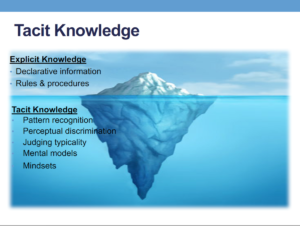 Tacit Knowledge
Explicit Knowledge
- Declarative information
- Rules & procedures
Tacit Knowledge
- Pattern recognition
- Perceptual discrimination
Judging typicality
Mental models
Mindsets